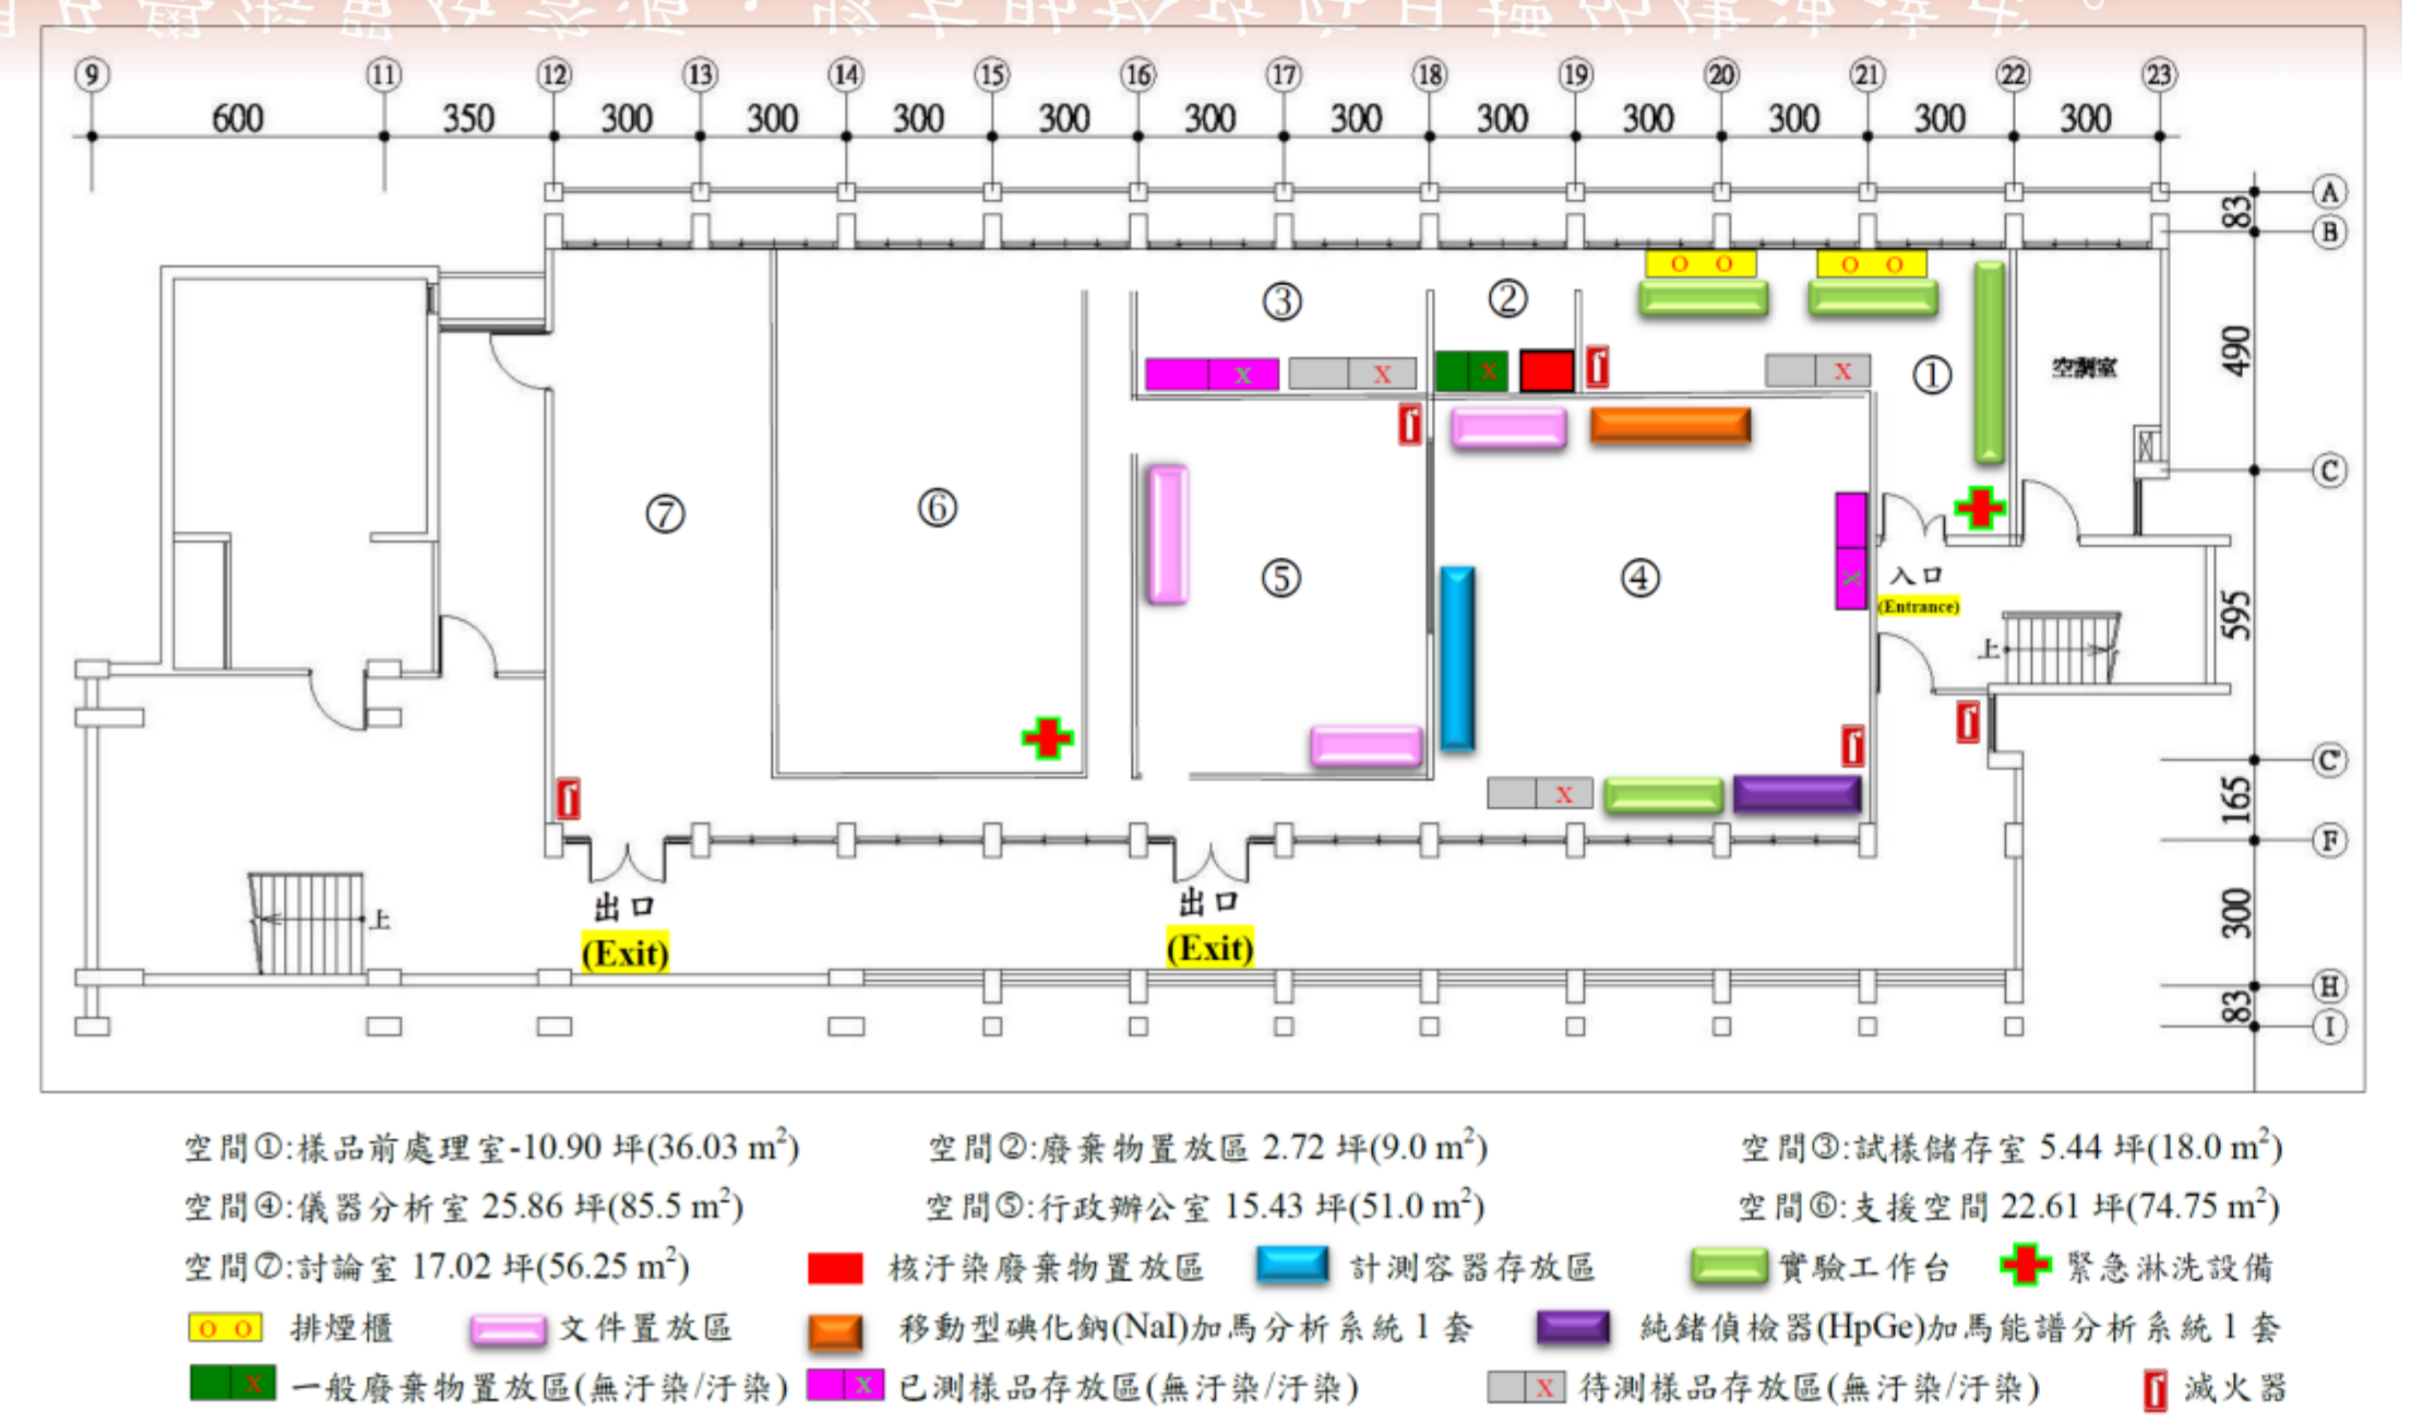 9 11 12 13 14 15 16 17 18 19 20 21 22 23
600 350 300 300 300 300 300 300 300 300 300 300 300
A
83
B
③ ② ① 490
空調室
C
⑦ ⑥ ⑤ ④
入口
(Entrance)
595
上
C'
165
F
出口 出口
(Exit) (Exit)
上
300
H
83
I
空間①:樣品前處理室-10.90 坪(36.03 m²) 空間②:廢棄物置放區 2.72 坪(9.0 m²) 空間③:試樣儲存室 5.44 坪(18.0 m²)
空間④:儀器分析室 25.86 坪(85.5 m²) 空間⑤:行政辦公室 15.43 坪(51.0 m²) 空間⑥:支援空間 22.61 坪(74.75 m²)
空間⑦:討論室 17.02 坪(56.25 m²) 核汙染廢棄物置放區 計測容器存放區 實驗工作台 緊急淋洗設備
O O 排煙櫃 文件置放區 移動型碘化鈉(NaI)加馬分析系統 1 套 純鍺偵檢器(HpGe)加馬能譜分析系統 1 套
X 一般廢棄物置放區(無汙染/汙染) X 已測樣品存放區(無汙染/汙染) X 待測樣品存放區(無汙染/汙染) 滅火器